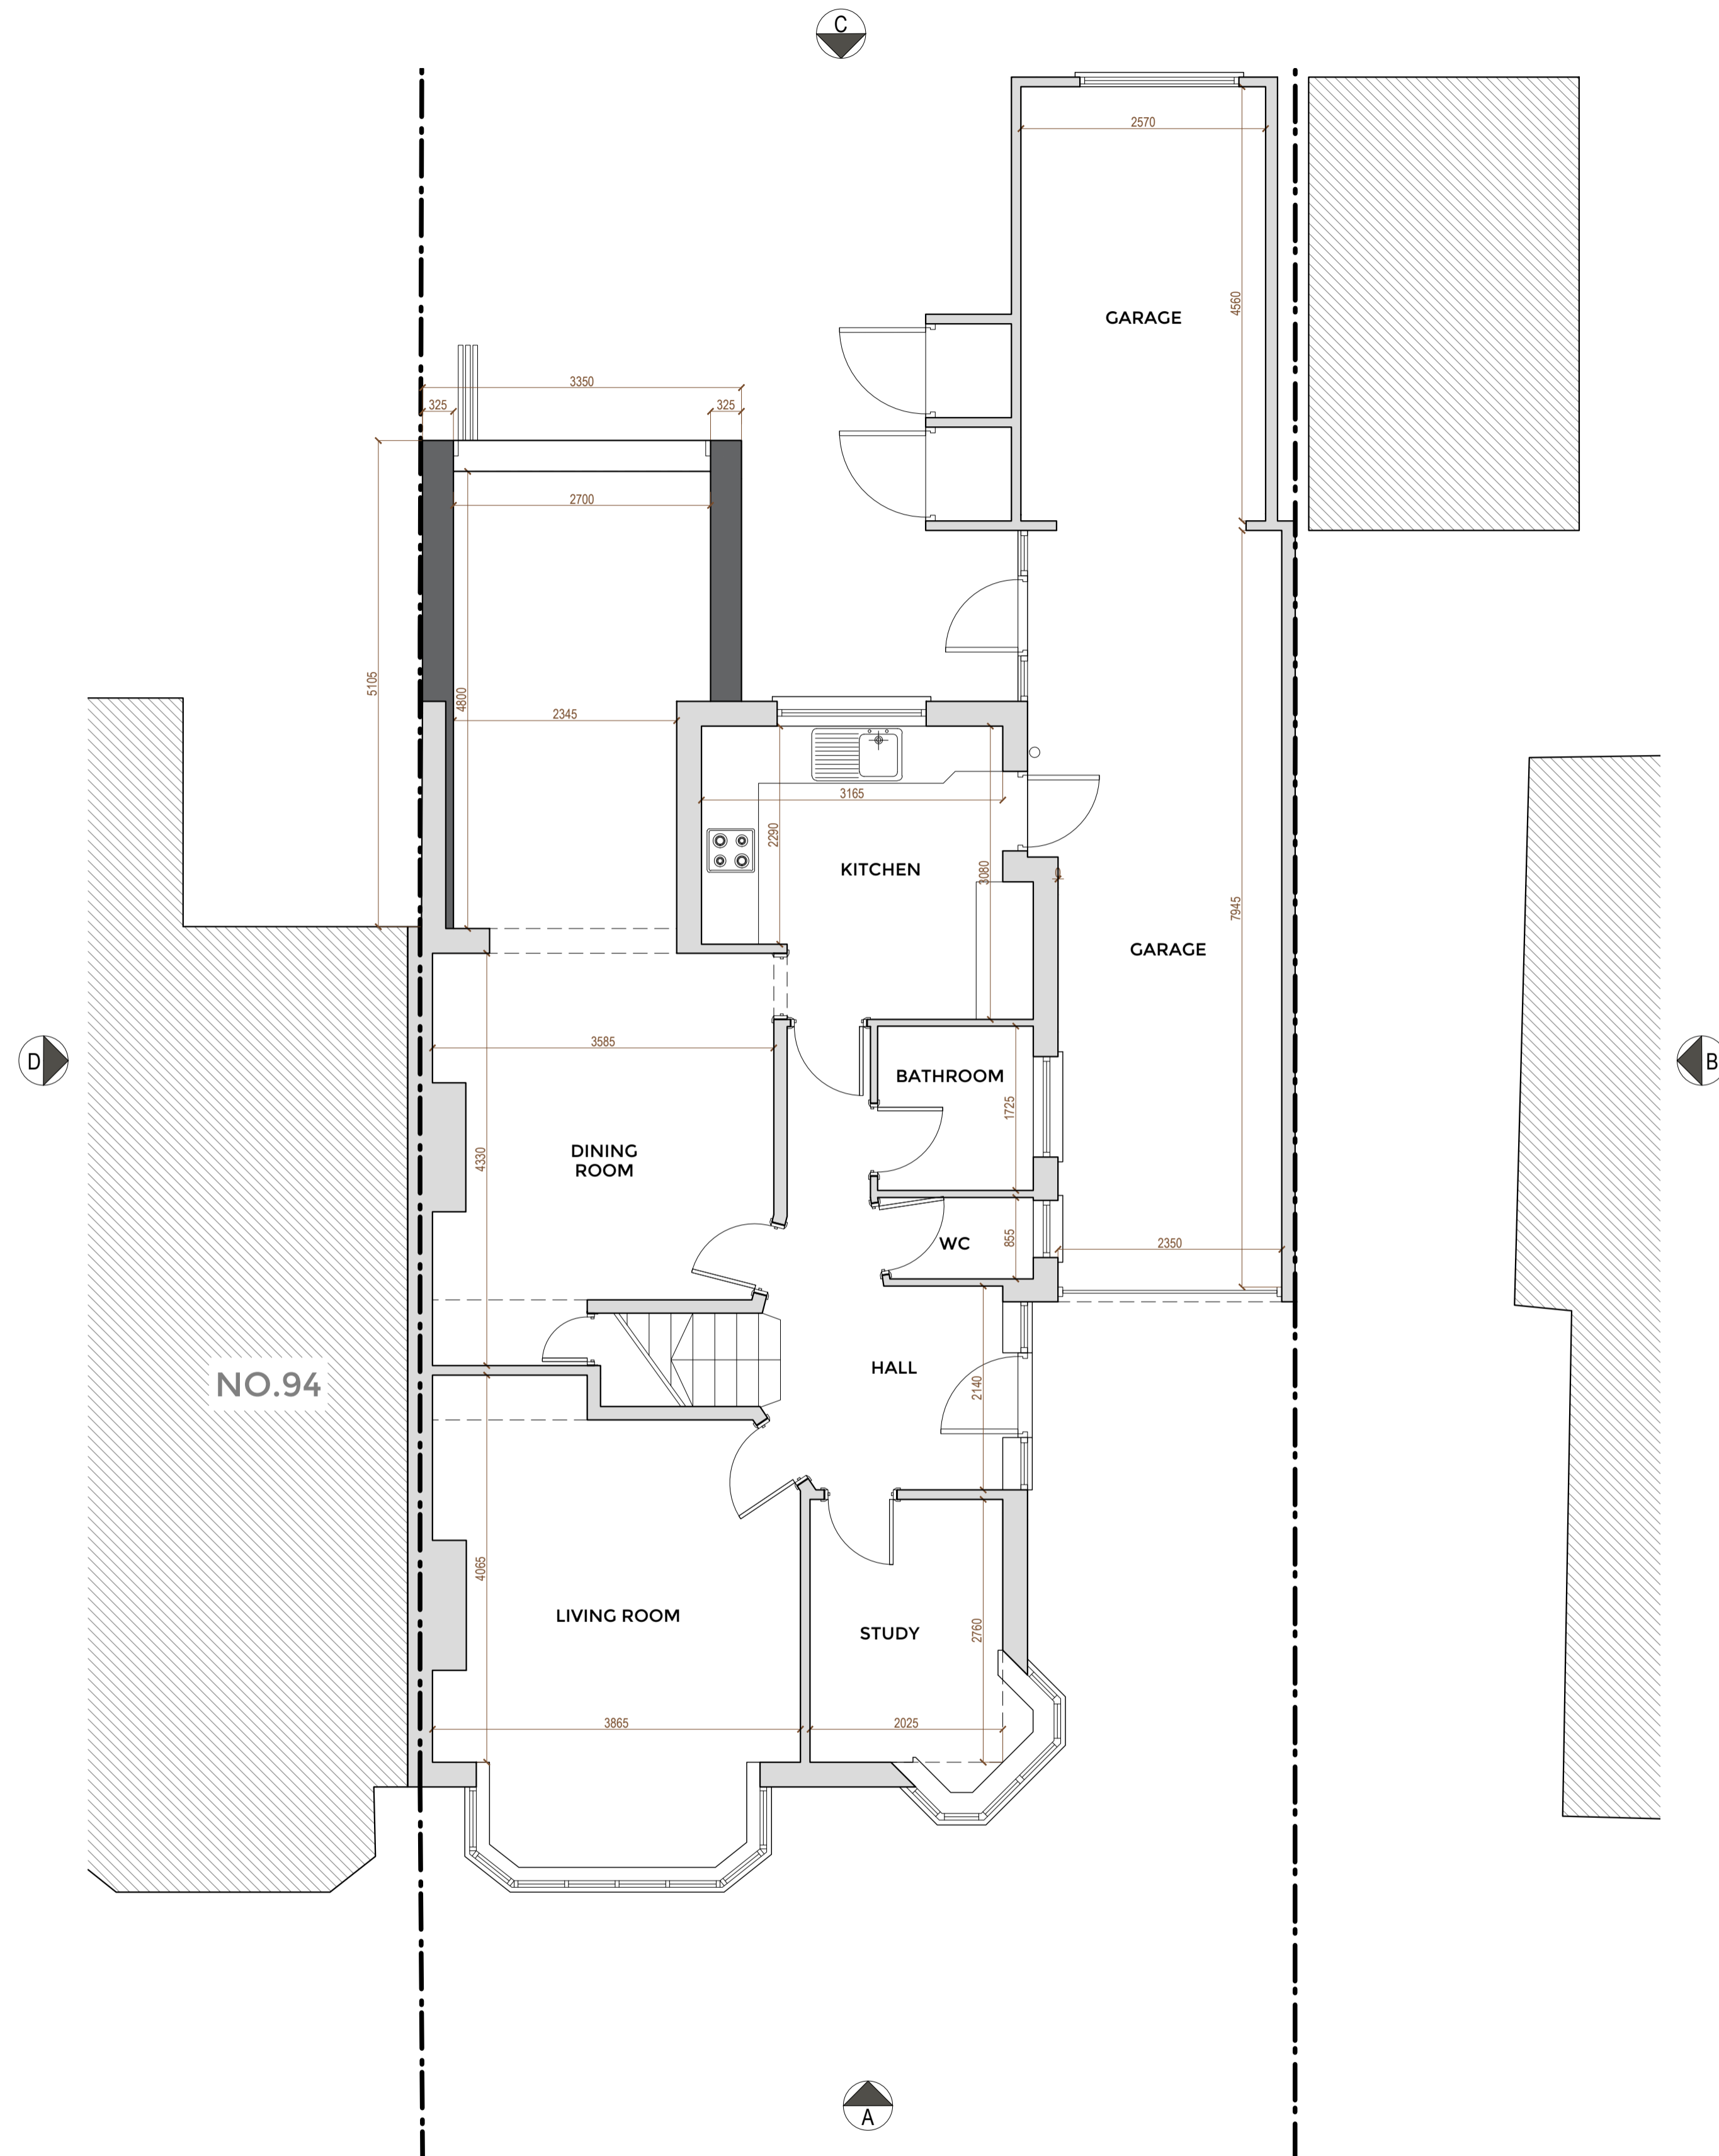 C
2570
GARAGE
4560
3350
325
325
2700
5105
4800
2345
3165
2290
KITCHEN
3080
0
7945
GARAGE
D
B
3585
BATHROOM
1725
DINING
ROOM
4330
WC
855
2350
HALL
2140
NO.94
4065
LIVING ROOM
STUDY
2760
3865
2025
A